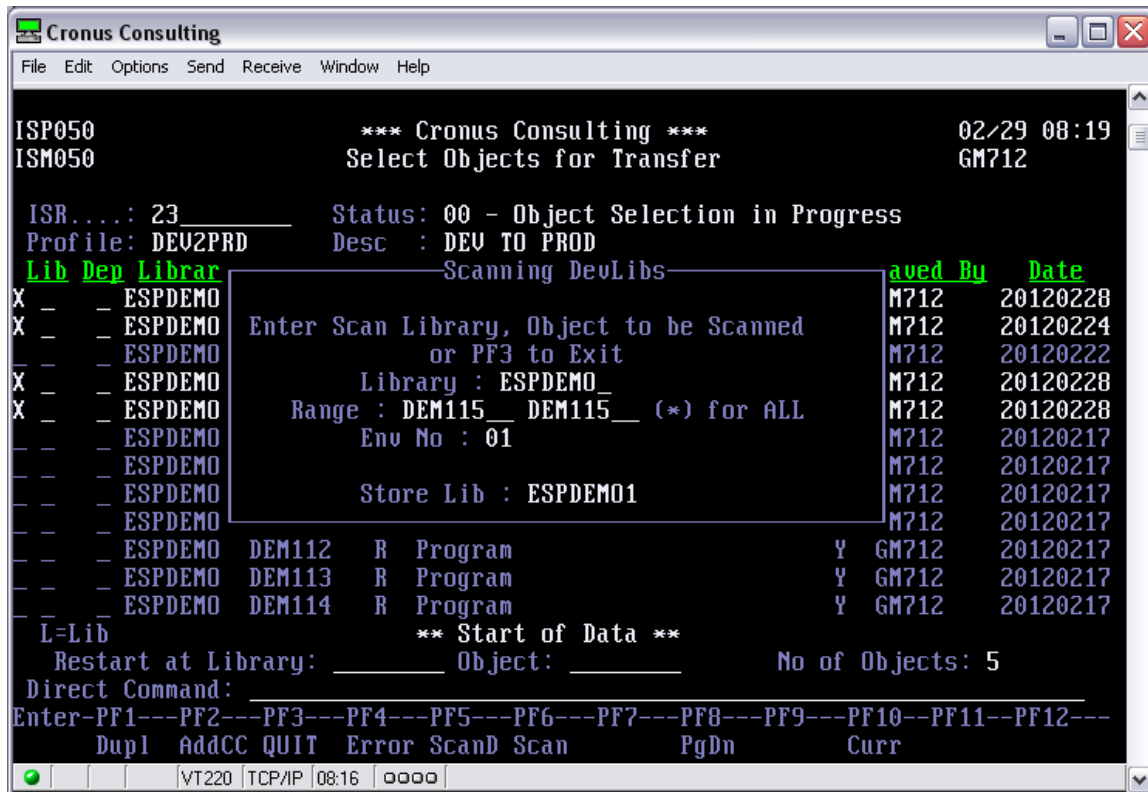 Cronus Consulting
File Edit Options Send Receive Window Help
ISP050 *** Cronus Consulting *** 02/29 08:19
ISM050 Select Objects for Transfer GM712
ISR....: 23_________ Status: 00 - Object Selection in Progress
Profile: DEV2PRD Desc : DEV TO PROD
Lib Dep Librar Scanning DevLibs aved By Date
X _ _ ESPDEMO M712 20120228
X _ _ ESPDEMO Enter Scan Library, Object to be Scanned M712 20120224
_ _ _ ESPDEMO or PF3 to Exit M712 20120222
X _ _ ESPDEMO Library : ESPDEMO_ M712 20120228
X _ _ ESPDEMO Range : DEM115__ DEM115__ (*) for ALL M712 20120228
_ _ _ ESPDEMO Env No : 01 M712 20120217
_ _ _ ESPDEMO M712 20120217
_ _ _ ESPDEMO Store Lib : ESPDEMO1 M712 20120217
_ _ _ ESPDEMO M712 20120217
_ _ _ ESPDEMO DEM112 R Program Y GM712 20120217
_ _ _ ESPDEMO DEM113 R Program Y GM712 20120217
_ _ _ ESPDEMO DEM114 R Program Y GM712 20120217
L=Lib ** Start of Data **
Restart at Library: ________ Object: ________ No of Objects: 5
Direct Command: ____________________________________________________________
Enter-PF1---PF2---PF3---PF4---PF5---PF6---PF7---PF8---PF9---PF10--PF11--PF12---
Dupl AddCC QUIT Error ScanD Scan PgDn Curr
VT220 TCP/IP 08:16 oooo